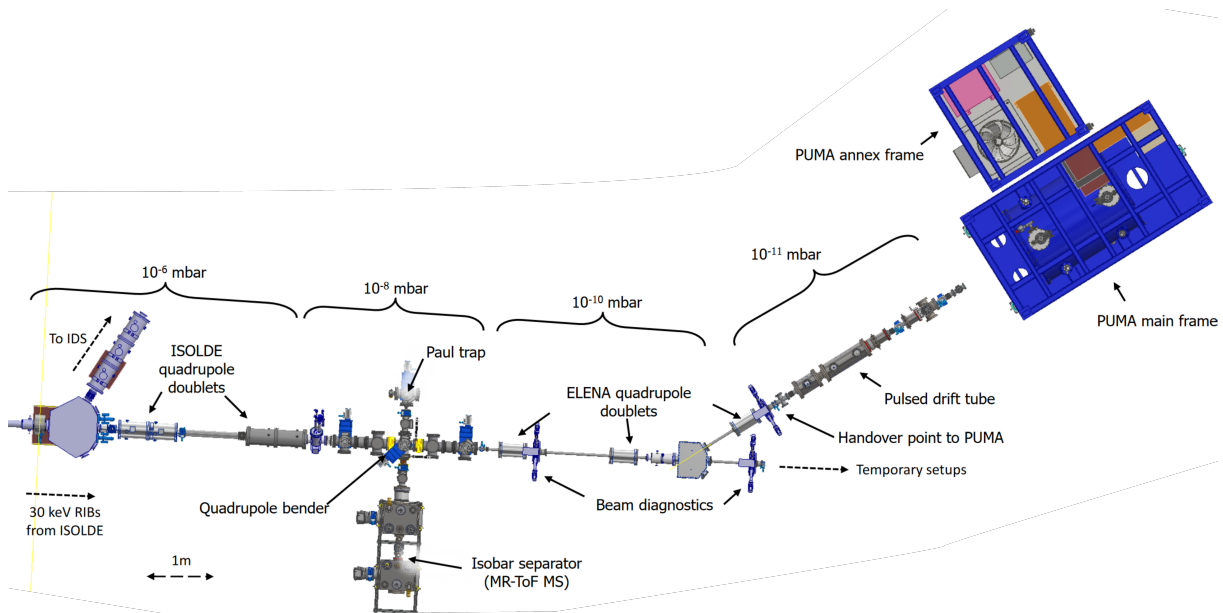 PUMA annex frame
10⁻¹¹ mbar
10⁻⁶ mbar
10⁻⁸ mbar
10⁻¹⁰ mbar
PUMA main frame
To IDS
ISOLDE
quadrupole
doublets
Paul trap
ELENA quadrupole
doublets
Pulsed drift tube
Handover point to PUMA
Temporary setups
Quadrupole bender
Beam diagnostics
30 keV RIBs
from ISOLDE
1m
Isobar separator
(MR-ToF MS)